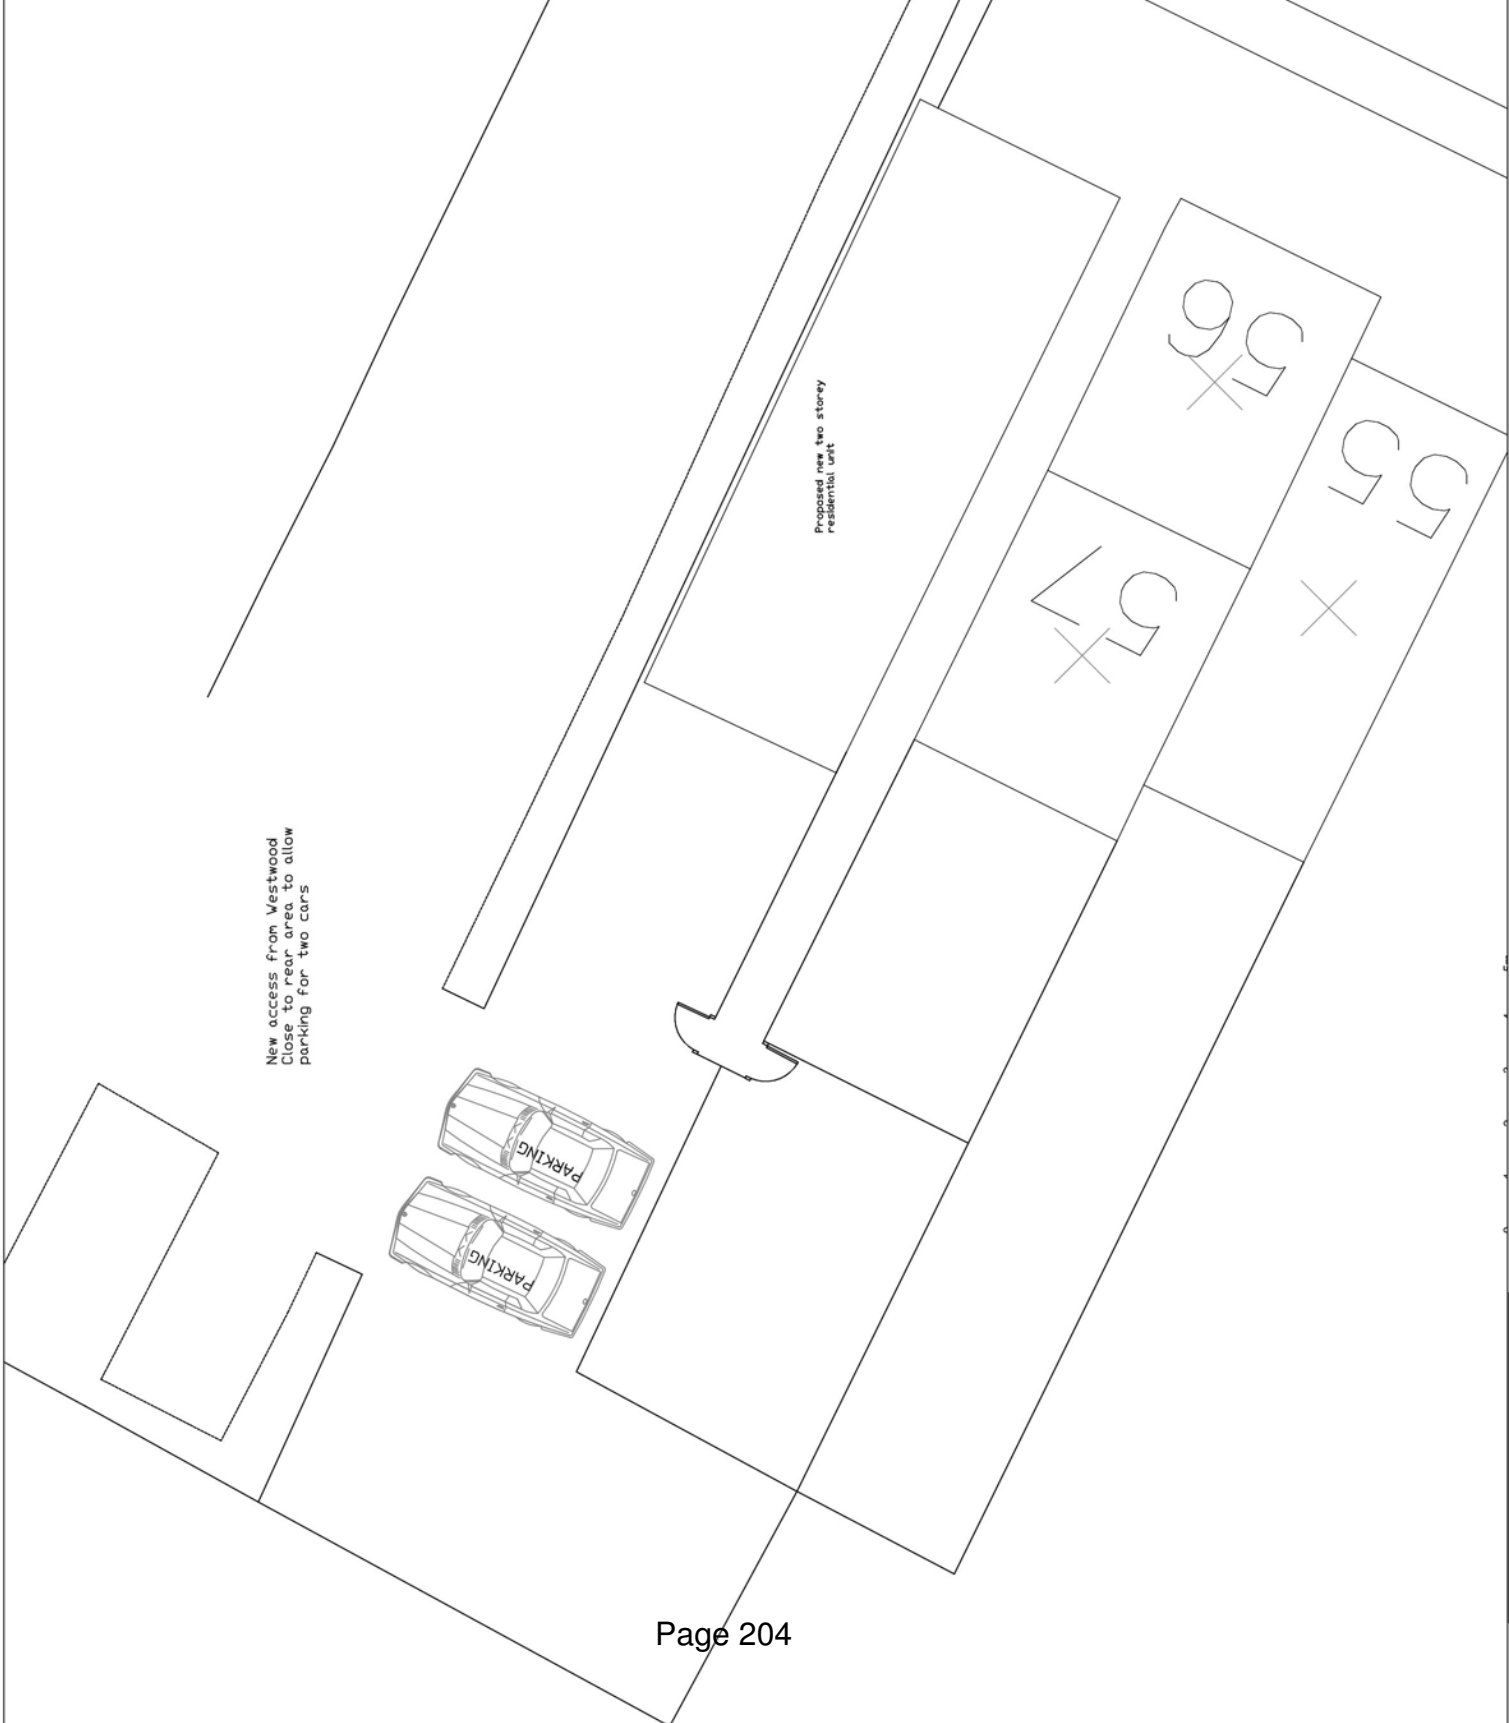 56
55
57
Proposed new two storey
residential unit
New access from Westwood
Close to rear area to allow
parking for two cars
PARKING
PARKING
Page 204